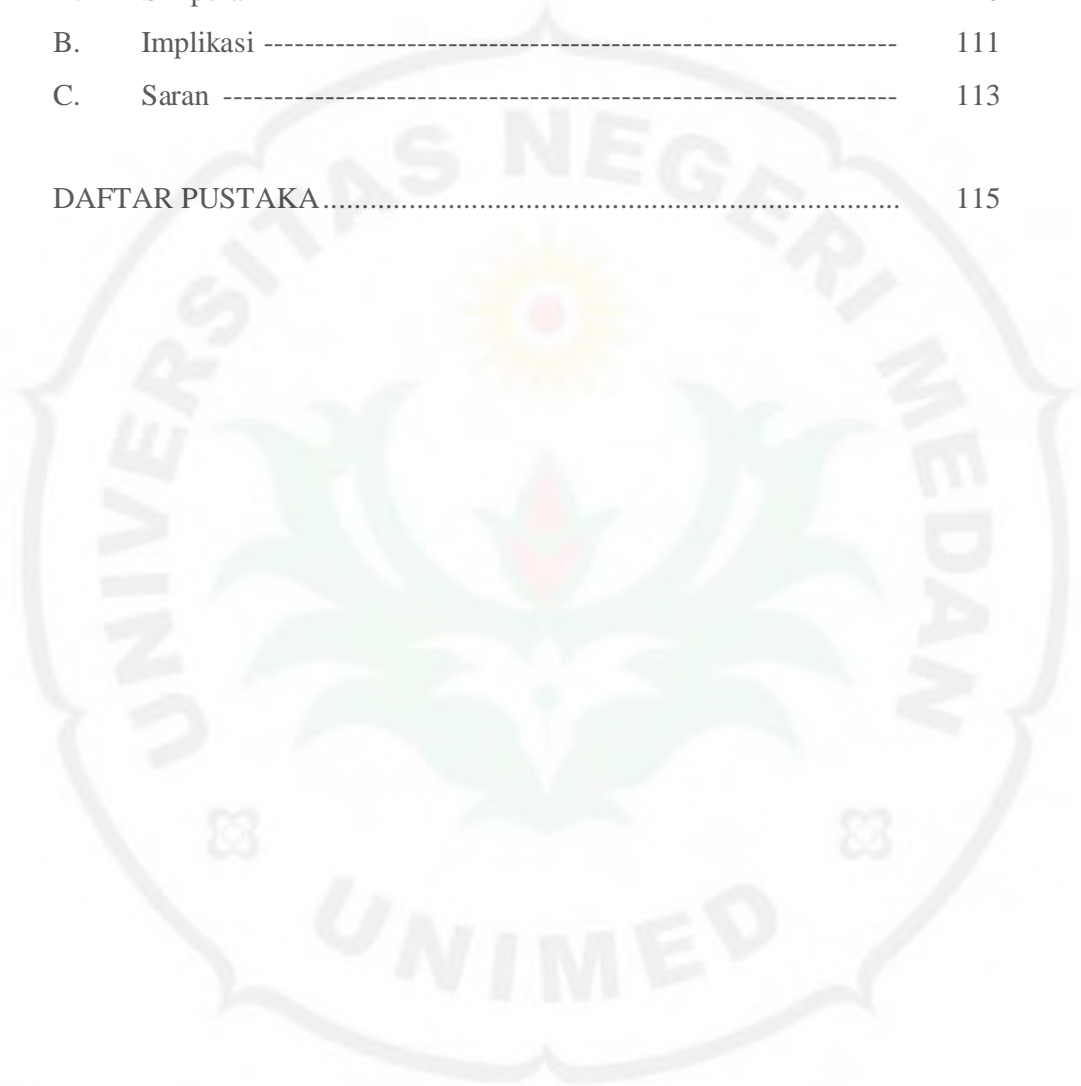 B. Implikasi ------------------------------------------------------------- 111
C. Saran ----------------------------------------------------------------- 113
DAFTAR PUSTAKA.......................................................................... 115
UNIVERSITAS NEGERI MEDAN
UNIMED